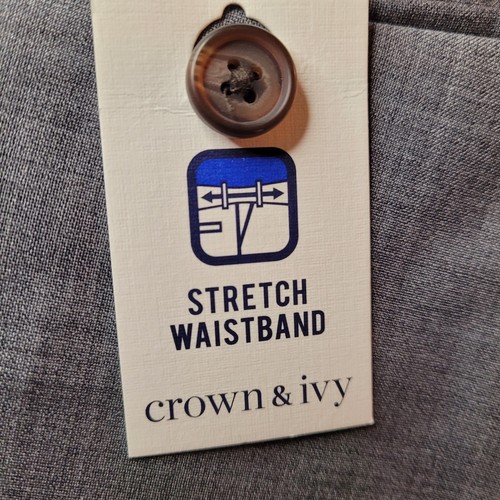 STRETCH
WAISTBAND
crown & ivy